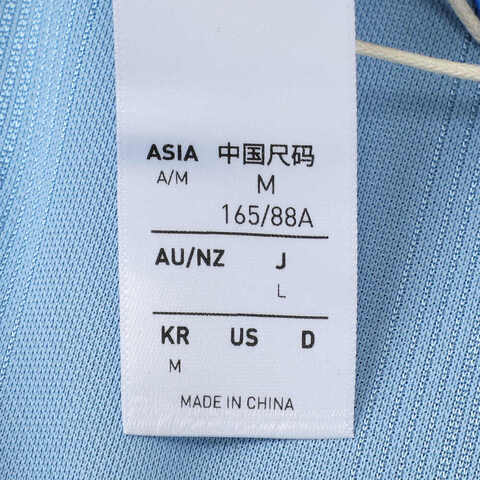 ASIA 中国尺码
A/M M
165/88A
AU/NZ J
L
KR US D
M
MADE IN CHINA